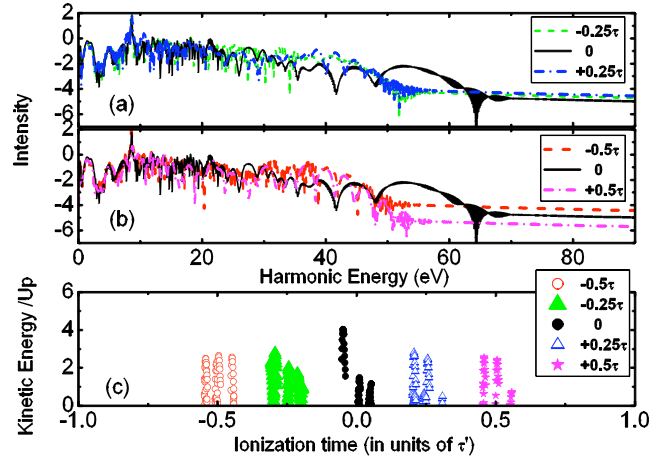 2
0
-2
-4
-6
(a)
-0.25τ
0
+0.25τ
Intensity
2
0
-2
-4
-6
(b)
-0.5τ
0
+0.5τ
0 20 40 60 80
Harmonic Energy (eV)
Kinetic Energy /Up
6
4
2
0
(c)
-0.5τ
-0.25τ
0
+0.25τ
+0.5τ
-1.0 -0.5 0.0 0.5 1.0
Ionization time (in units of τ')